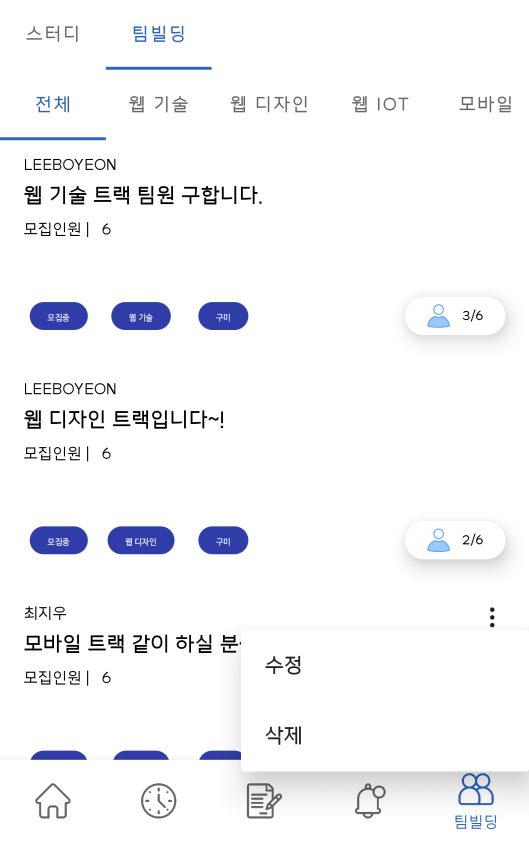 스터디 팀빌딩
전체 웹 기술 웹 디자인 웹 IOT 모바일
LEEBOYEON
웹 기술 트랙 팀원 구합니다.
모집인원 | 6
모집중 웹 기술 구미 3/6
LEEBOYEON
웹 디자인 트랙입니다~!
모집인원 | 6
모집중 웹 디자인 구미 2/6
최지우
모바일 트랙 같이 하실 분
모집인원 | 6
수정
삭제
팀빌딩